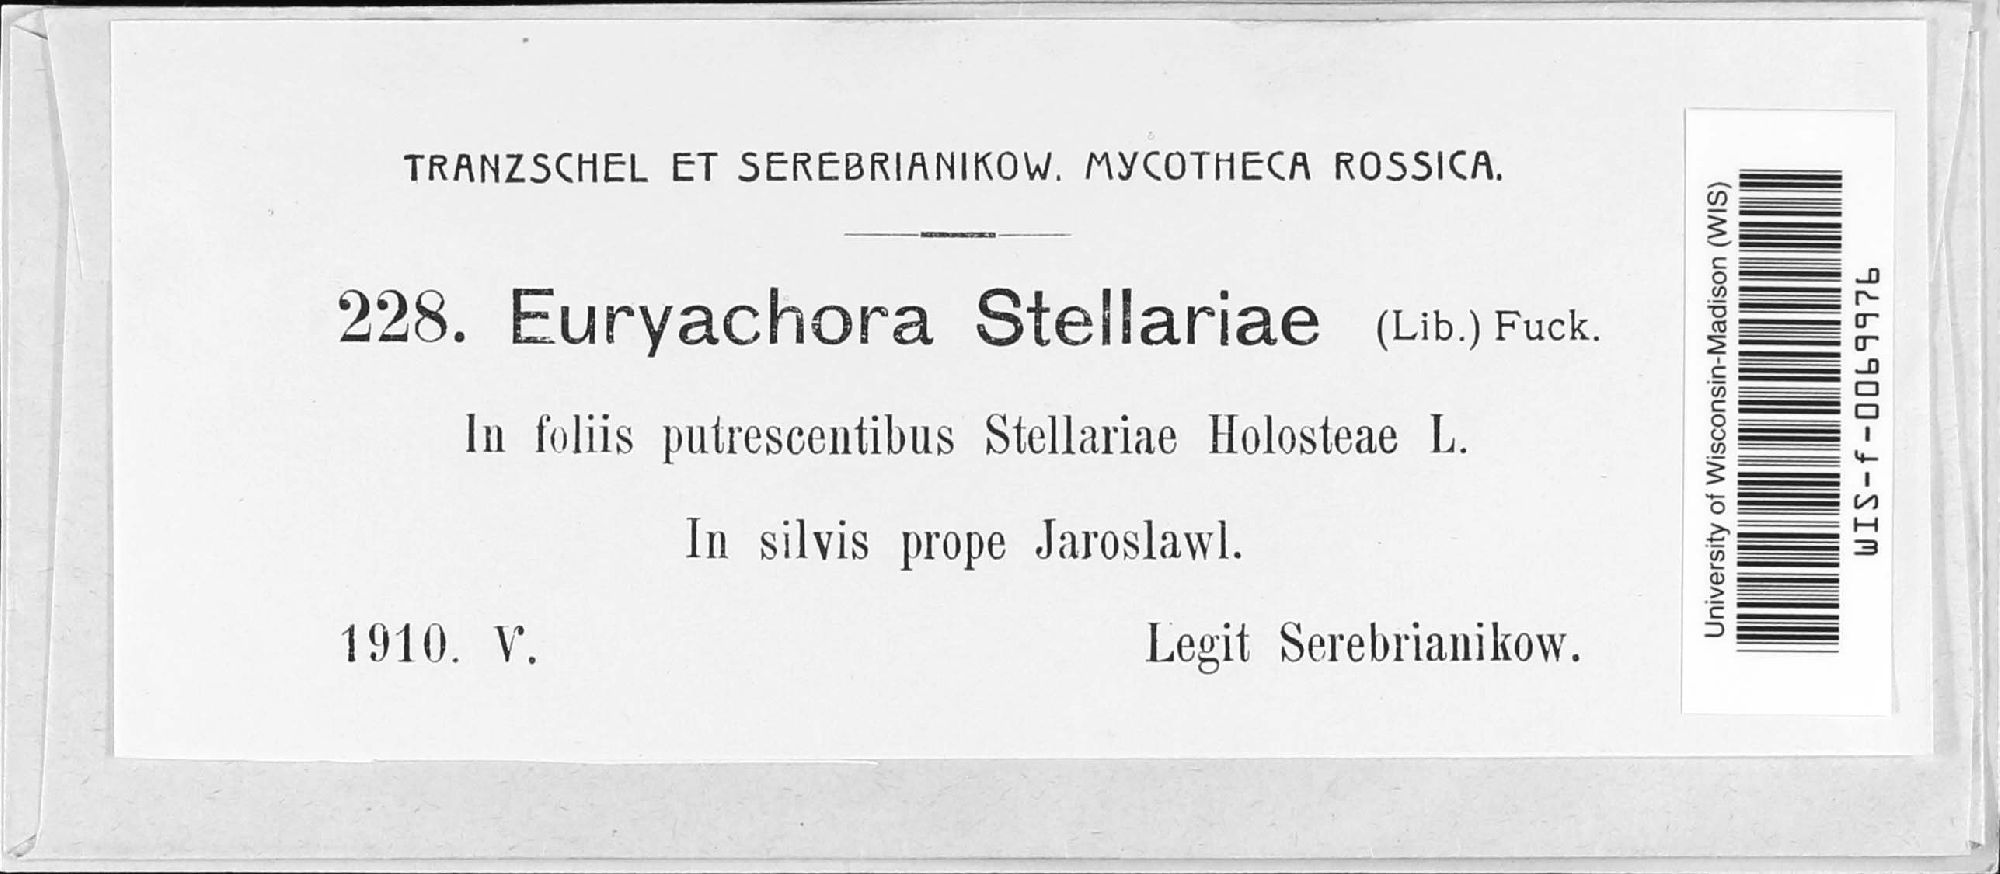 TRANZSCHEL ET SEREBRIANIKOW. MYCOTHECA ROSSICA.
228. Euryachora Stellariae (Lib.) Fuck.
In foliis putrescentibus Stellariae Holosteae L.
In silvis prope Jaroslawl.
1910. V.
Legit Serebrianikow.
University of Wisconsin-Madison (WIS)
WIS-f-0069976